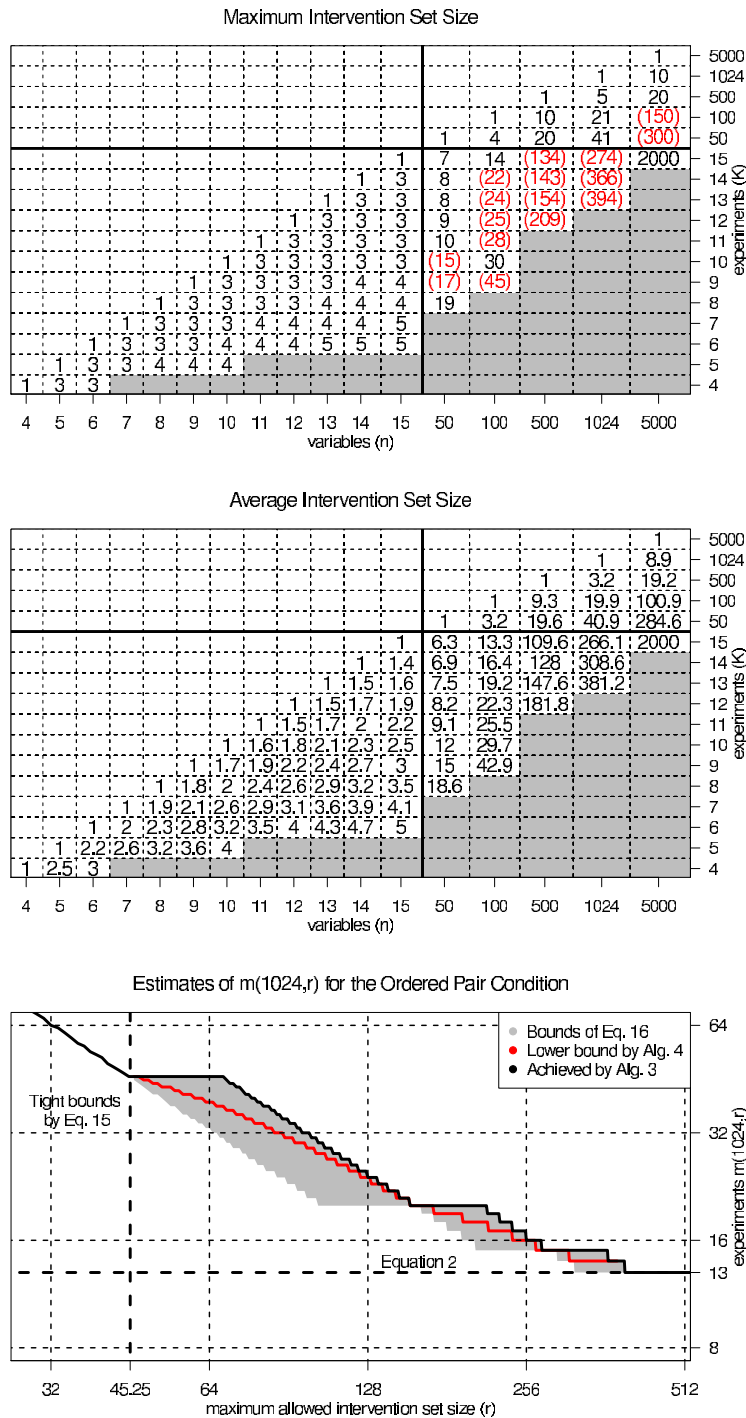 Maximum Intervention Set Size
1 5000
1 10 1024
1 5 20 500
1 10 21 (150) 100
1 4 20 41 (300) 50
1 7 14 (134) (274) 2000 15
1 3 8 (22) (143) (366) 14
1 3 3 8 (24) (154) (394) 13
1 3 3 3 9 (25) (209) 12
1 3 3 3 3 10 (28) 11
1 3 3 3 3 3 (15) 30 10
1 3 3 3 3 4 4 (17) (45) 9
1 3 3 3 3 4 4 4 19 8
1 3 3 3 4 4 4 4 5 7
1 3 3 3 4 4 4 5 5 5 6
1 3 3 4 4 4 5
1 3 3 4
experiments (K)
4 5 6 7 8 9 10 11 12 13 14 15 50 100 500 1024 5000
variables (n)
Average Intervention Set Size
1 5000
1 8.9 1024
1 3.2 19.2 500
1 9.3 19.9 100.9 100
1 3.2 19.6 40.9 284.6 50
1 6.3 13.3 109.6 266.1 2000 15
1 1.4 6.9 16.4 128 308.6 14
1 1.5 1.6 7.5 19.2 147.6 381.2 13
1 1.5 1.7 1.9 8.2 22.3 181.8 12
1 1.5 1.7 2 2.2 9.1 25.5 11
1 1.6 1.8 2.1 2.3 2.5 12 29.7 10
1 1.7 1.9 2.2 2.4 2.7 3 15 42.9 9
1 1.8 2 2.4 2.6 2.9 3.2 3.5 18.6 8
1 1.9 2.1 2.6 2.9 3.1 3.6 3.9 4.1 7
1 2 2.3 2.8 3.2 3.5 4 4.3 4.7 5 6
1 2.2 2.6 3.2 3.6 4 5
1 2.5 3 4
experiments (K)
4 5 6 7 8 9 10 11 12 13 14 15 50 100 500 1024 5000
variables (n)
Estimates of m(1024,r) for the Ordered Pair Condition
Bounds of Eq. 16
Lower bound by Alg. 4
Achieved by Alg. 3
Tight bounds
by Eq. 15
Equation 2
64
32
16
13
8
experiments m(1024,r)
32 45.25 64 128 256 512
maximum allowed intervention set size (r)